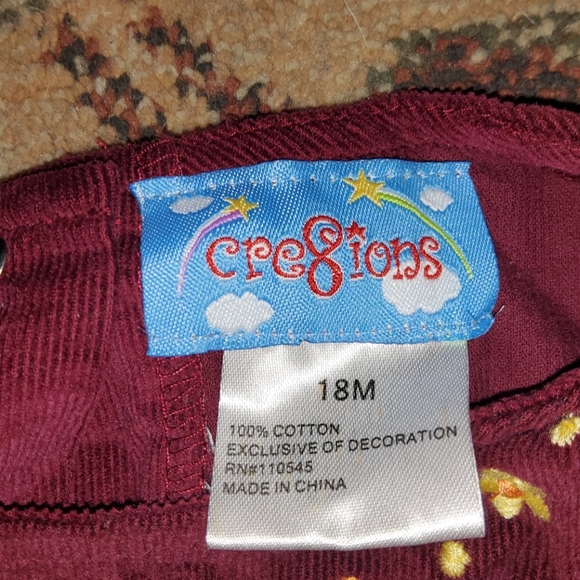 cre8ions
18M
100% COTTON
EXCLUSIVE OF DECORATION
RN#110545
MADE IN CHINA